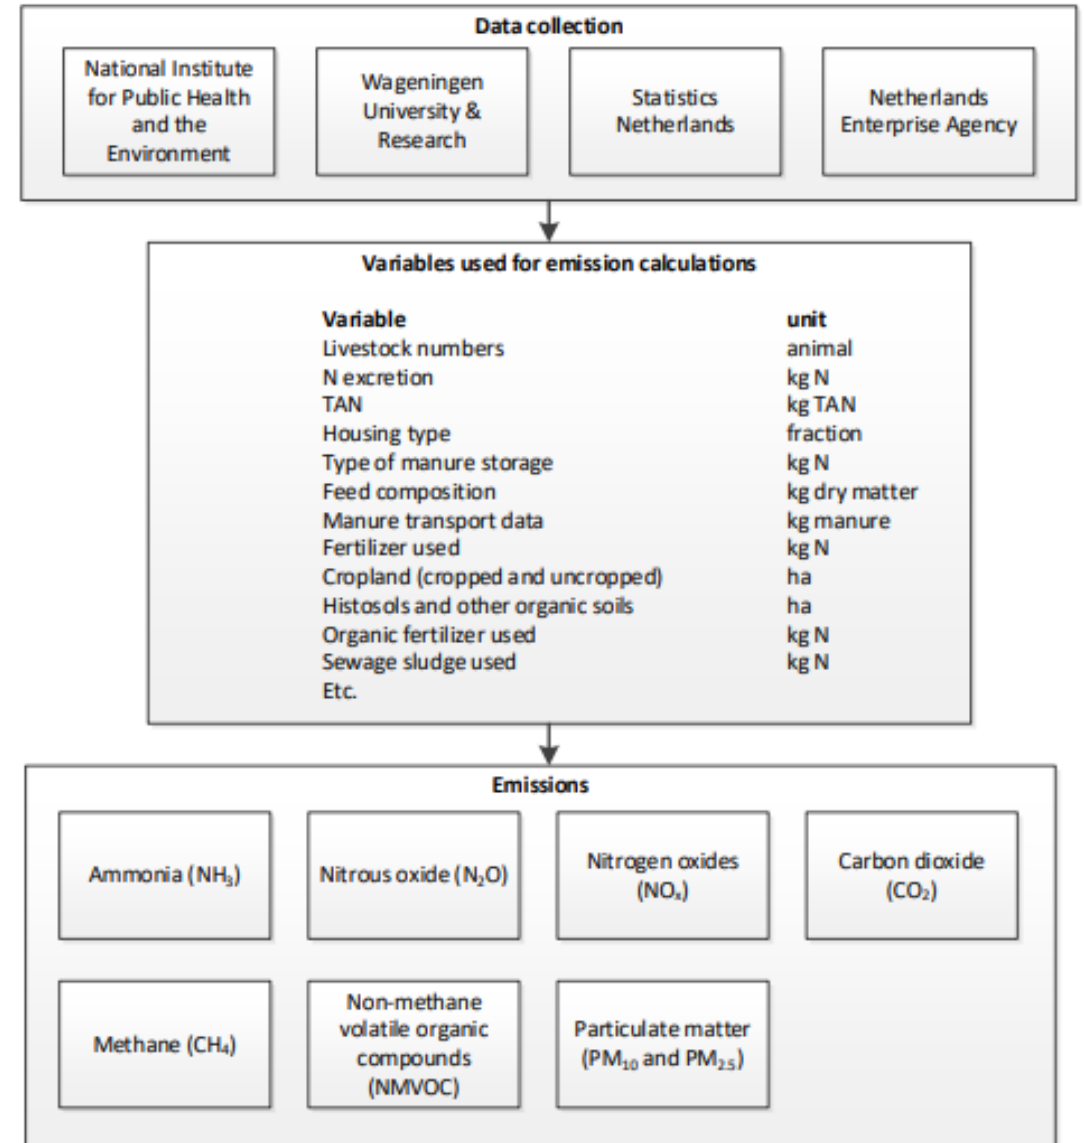 Data collection
National Institute
for Public Health
and the
Environment
Wageningen
University &
Research
Statistics
Netherlands
Netherlands
Enterprise Agency
Variables used for emission calculations
Variable unit
Livestock numbers animal
N excretion kg N
TAN kg TAN
Housing type fraction
Type of manure storage kg N
Feed composition kg dry matter
Manure transport data kg manure
Fertilizer used kg N
Cropland (cropped and uncropped) ha
Histosols and other organic soils ha
Organic fertilizer used kg N
Sewage sludge used kg N
Etc.
Emissions
Ammonia (NH₃)
Nitrous oxide (N₂O)
Nitrogen oxides
(NOₓ)
Carbon dioxide
(CO₂)
Methane (CH₄)
Non-methane
volatile organic
compounds
(NMVOC)
Particulate matter
(PM₁₀ and PM₂.₅)